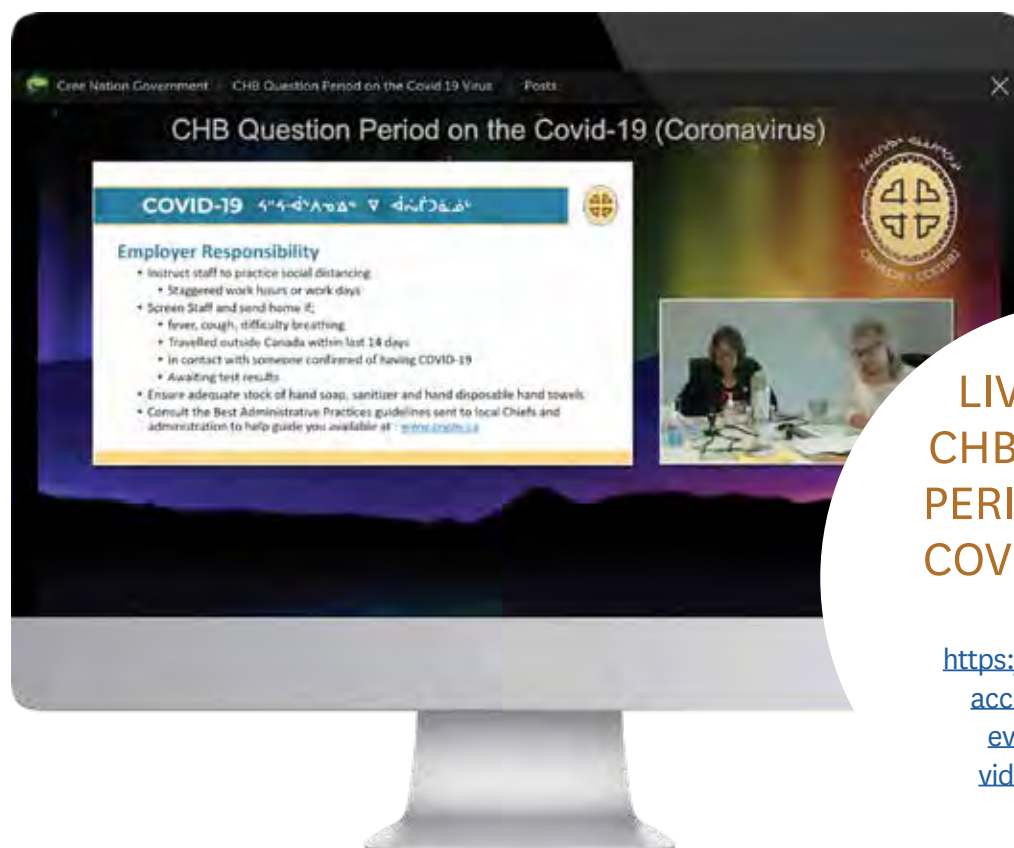 Cree Nation Government CHB Question Period on the Covid 19 Virus Posts
CHB Question Period on the Covid-19 (Coronavirus)
COVID-19
Employer Responsibility
• Instruct staff to practice social distancing
• Staggered work hours or work days
• Screen Staff and send home if;
• fever, cough, difficulty breathing
• Travelled outside Canada within last 14 days
• In contact with someone confirmed of having COVID-19
• Awaiting test results
• Ensure adequate stock of hand soap, sanitizer and hand disposable hand towels
• Consult the Best Administrative Practices guidelines sent to local Chiefs and
administration to help guide you available at :
LIV
CHB
PERI
COV
https:
acc
ev
vid